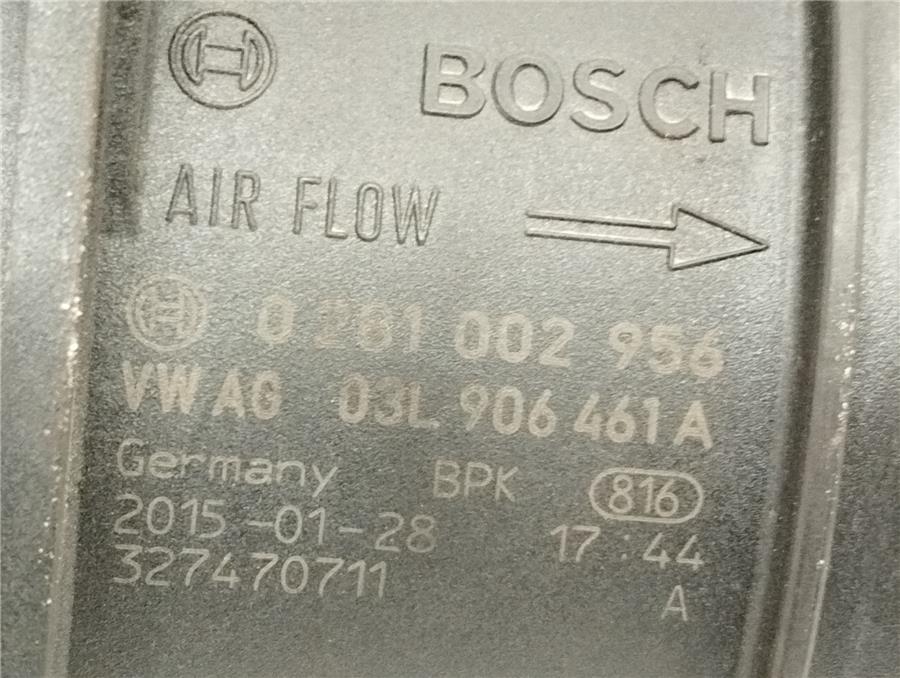 BOSCH
AIR FLOW
0 281 002 956
VW AG 03L 906 461 A
Germany BPK 816
2015-01-28 17:44
327470711 A